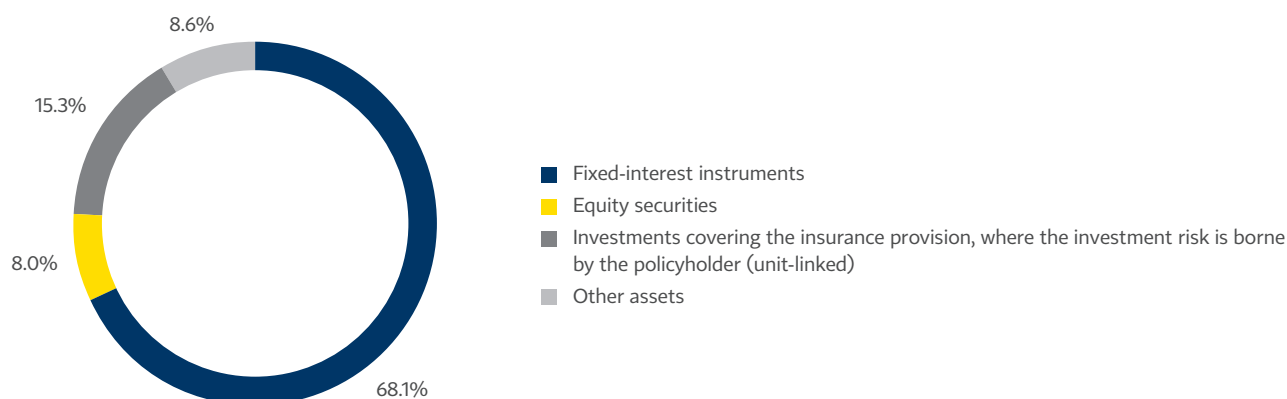 8.6%
15.3%
8.0%
68.1%
Fixed-interest instruments
Equity securities
Investments covering the insurance provision, where the investment risk is borne
by the policyholder (unit-linked)
Other assets